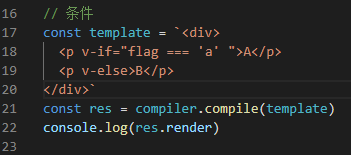 16 // 条件
17 const template = `<div>
18   <p v-if="flag === 'a' ">A</p>
19   <p v-else>B</p>
20 </div>`
21 const res = compiler.compile(template)
22 console.log(res.render)
23